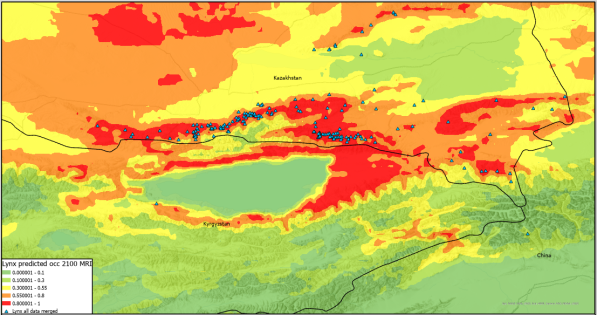 Kazakhstan
Kyrgyzstan
China
Lynx predicted occ 2100 MRI
0.000001 - 0.1
0.100001 - 0.3
0.300001 - 0.55
0.550001 - 0.8
0.800001 - 1
Lynx all data merged